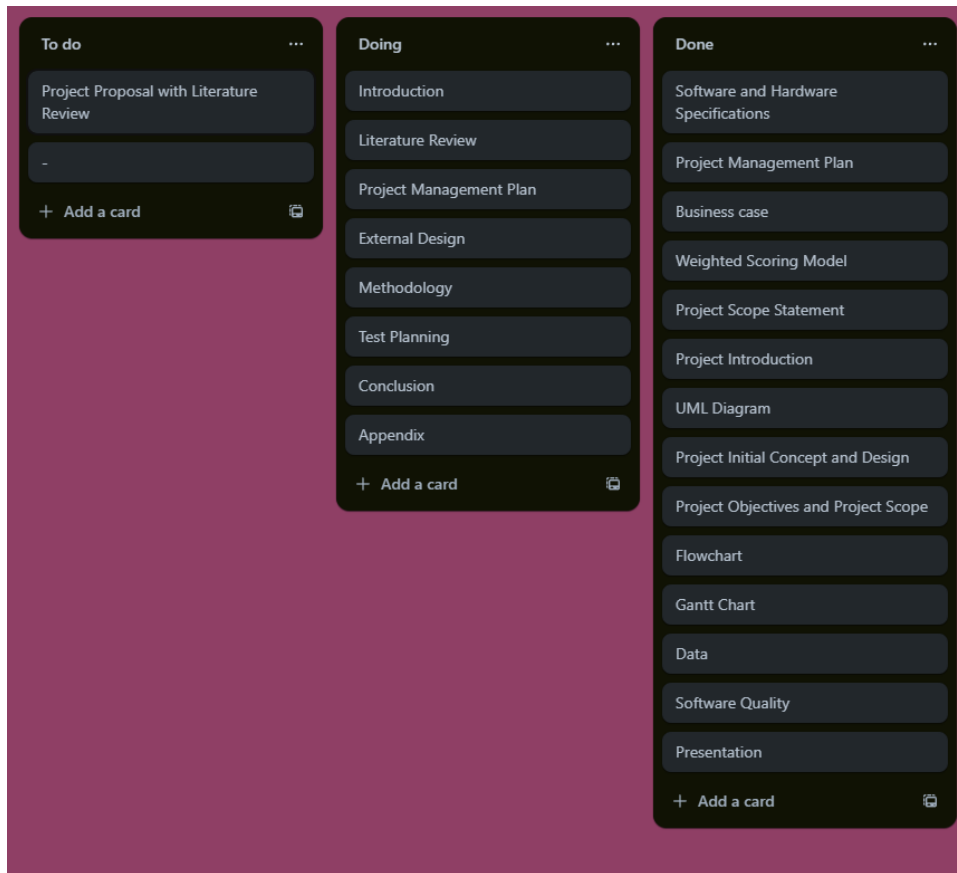 To do
Project Proposal with Literature
Review
-
+ Add a card
Doing
Introduction
Literature Review
Project Management Plan
External Design
Methodology
Test Planning
Conclusion
Appendix
+ Add a card
Done
Software and Hardware
Specifications
Project Management Plan
Business case
Weighted Scoring Model
Project Scope Statement
Project Introduction
UML Diagram
Project Initial Concept and Design
Project Objectives and Project Scope
Flowchart
Gantt Chart
Data
Software Quality
Presentation
+ Add a card